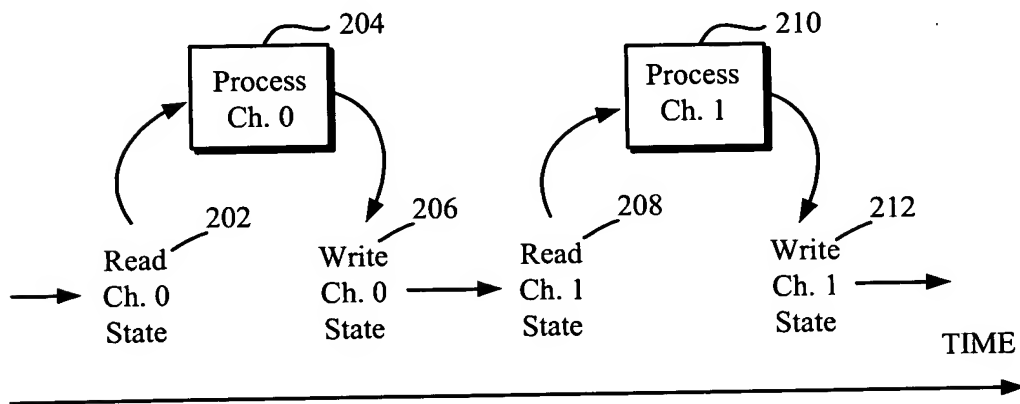 204
Process
Ch. 0
210
Process
Ch. 1
202
Read
Ch. 0
State
206
Write
Ch. 0
State
208
Read
Ch. 1
State
212
Write
Ch. 1
State
TIME